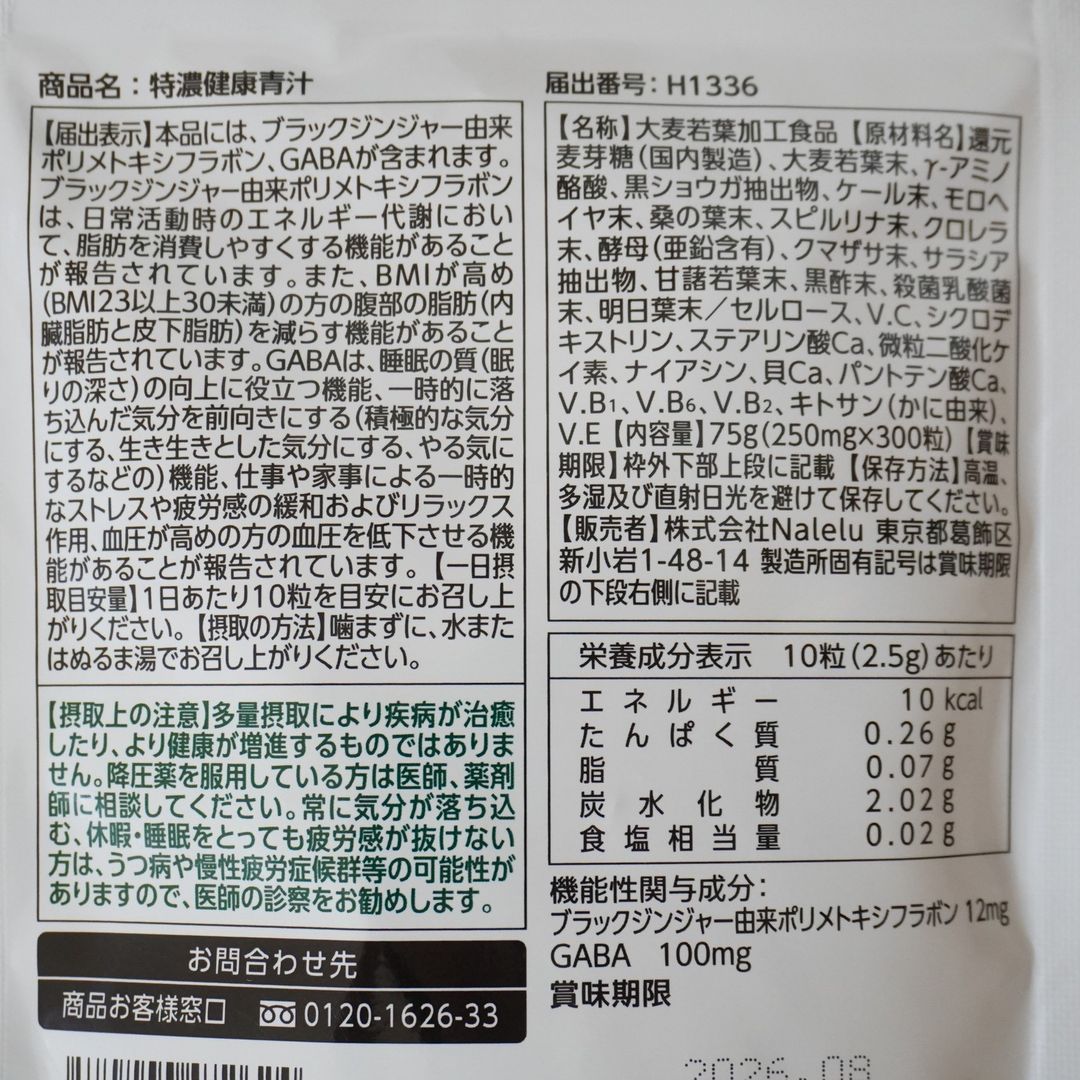 商品名：特濃健康青汁
【届出表示】本品には、ブラックジンジャー由来
ポリメトキシフラボン、GABAが含まれます。
ブラックジンジャー由来ポリメトキシフラボン
は、日常活動時のエネルギー代謝におい
て、脂肪を消費しやすくする機能があること
が報告されています。また、BMIが高め
(BMI23以上30未満)の方の腹部の脂肪(内
臓脂肪と皮下脂肪)を減らす機能があること
が報告されています。GABAは、睡眠の質(眠
りの深さ)の向上に役立つ機能、一時的に落
ち込んだ気分を前向きにする(積極的な気分
にする、生き生きとした気分にする、やる気に
するなどの)機能、仕事や家事による一時的
なストレスや疲労感の緩和およびリラックス
作用、血圧が高めの方の血圧を低下させる機
能があることが報告されています。【一日摂
取目安量】1日あたり10粒を目安にお召し上
がりください。【摂取の方法】噛まずに、水また
はぬるま湯でお召し上がりください。
【摂取上の注意】多量摂取により疾病が治癒
したり、より健康が増進するものではありま
せん。降圧薬を服用している方は医師、薬剤
師に相談してください。常に気分が落ち込
む、休暇・睡眠をとっても疲労感が抜けない
方は、うつ病や慢性疲労症候群等の可能性が
ありますので、医師の診察をお勧めします。
お問合わせ先
商品お客様窓口 0120-1626-33
届出番号：H1336
【名称】大麦若葉加工食品【原材料名】還元
麦芽糖(国内製造)、大麦若葉末、γ-アミノ
酪酸、黒ショウガ抽出物、ケール末、モロヘ
イヤ末、桑の葉末、スピルリナ末、クロレラ
末、酵母(亜鉛含有)、クマザサ末、サラシア
抽出物、甘藷若葉末、黒酢末、殺菌乳酸菌
末、明日葉末／セルロース、V.C、シクロデ
キストリン、ステアリン酸Ca、微粒二酸化ケ
イ素、ナイアシン、貝Ca、パントテン酸Ca、
V.B1、V.B6、V.B2、キトサン(かに由来)、
V.E【内容量】75g(250mg×300粒)【賞味
期限】枠外下部上段に記載【保存方法】高温、
多湿及び直射日光を避けて保存してください。
【販売者】株式会社Nalelu 東京都葛飾区
新小岩1-48-14 製造所固有記号は賞味期限
の下段右側に記載
栄養成分表示 10粒(2.5g)あたり
エネルギー 10 kcal
たんぱく質 0.26 g
脂質 0.07 g
炭水化物 2.02 g
食塩相当量 0.02 g
機能性関与成分：
ブラックジンジャー由来ポリメトキシフラボン 12mg
GABA 100mg
賞味期限
2026.08